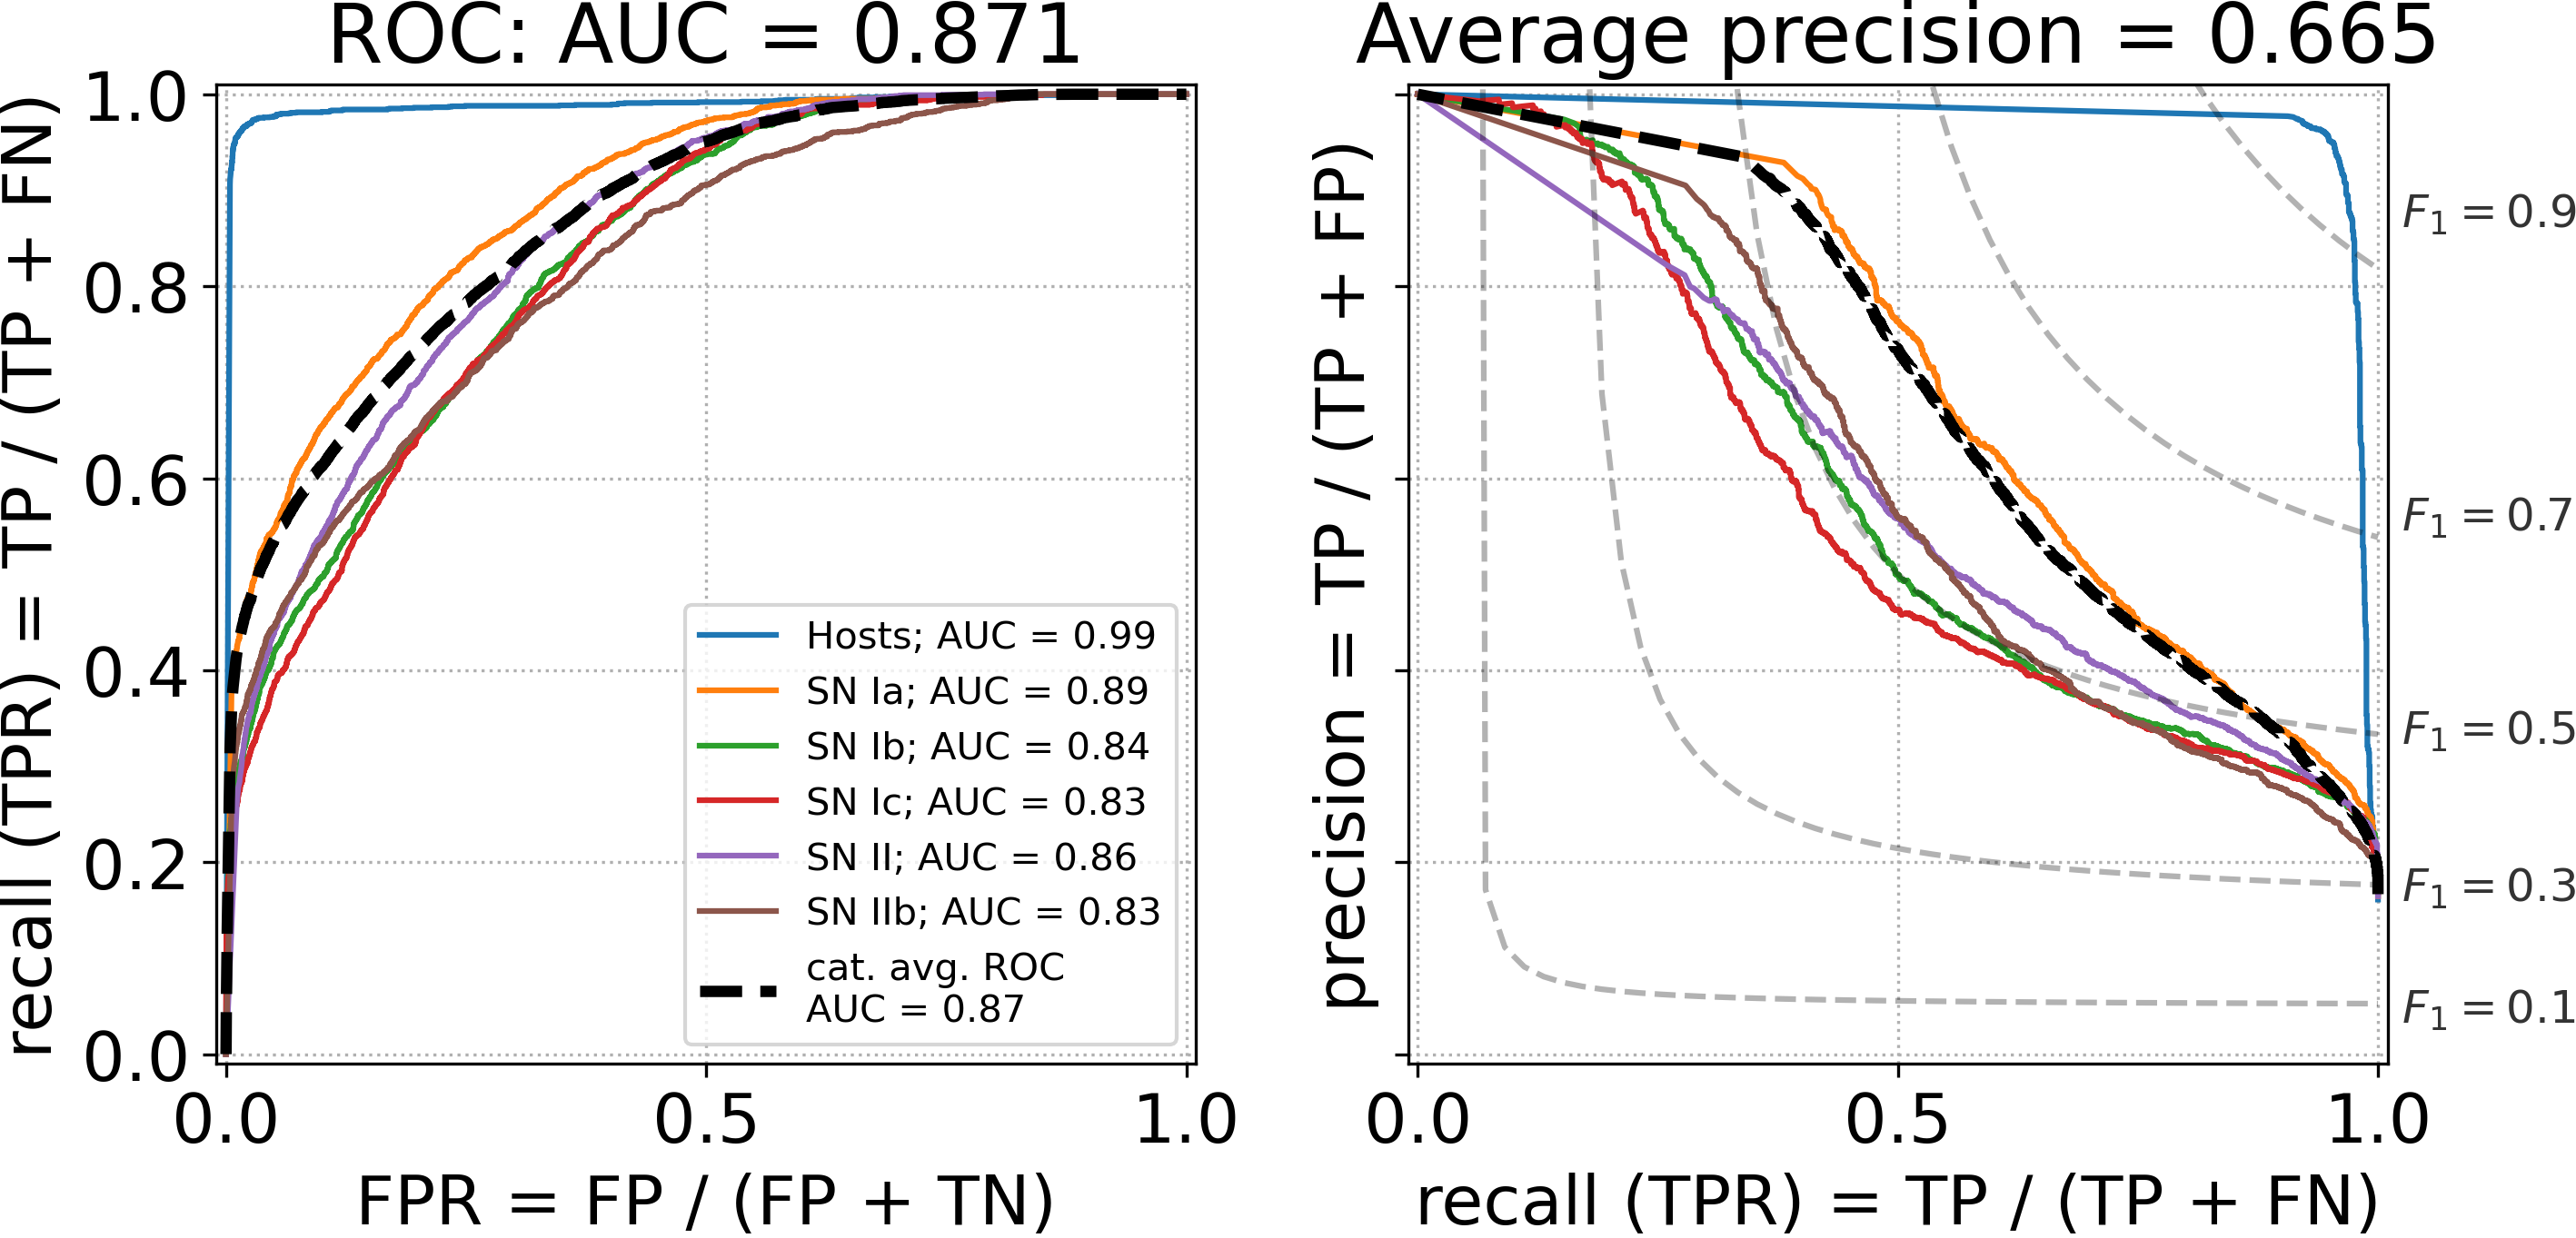 ROC: AUC = 0.871
recall (TPR) = TP / (TP + FN)
1.0
0.8
0.6
0.4
0.2
0.0
Hosts; AUC = 0.99
SN Ia; AUC = 0.89
SN Ib; AUC = 0.84
SN Ic; AUC = 0.83
SN II; AUC = 0.86
SN IIb; AUC = 0.83
cat. avg. ROC
AUC = 0.87
0.0 0.5 1.0
FPR = FP / (FP + TN)
Average precision = 0.665
precision = TP / (TP + FP)
F₁ = 0.9
F₁ = 0.7
F₁ = 0.5
F₁ = 0.3
F₁ = 0.1
0.0 0.5 1.0
recall (TPR) = TP / (TP + FN)